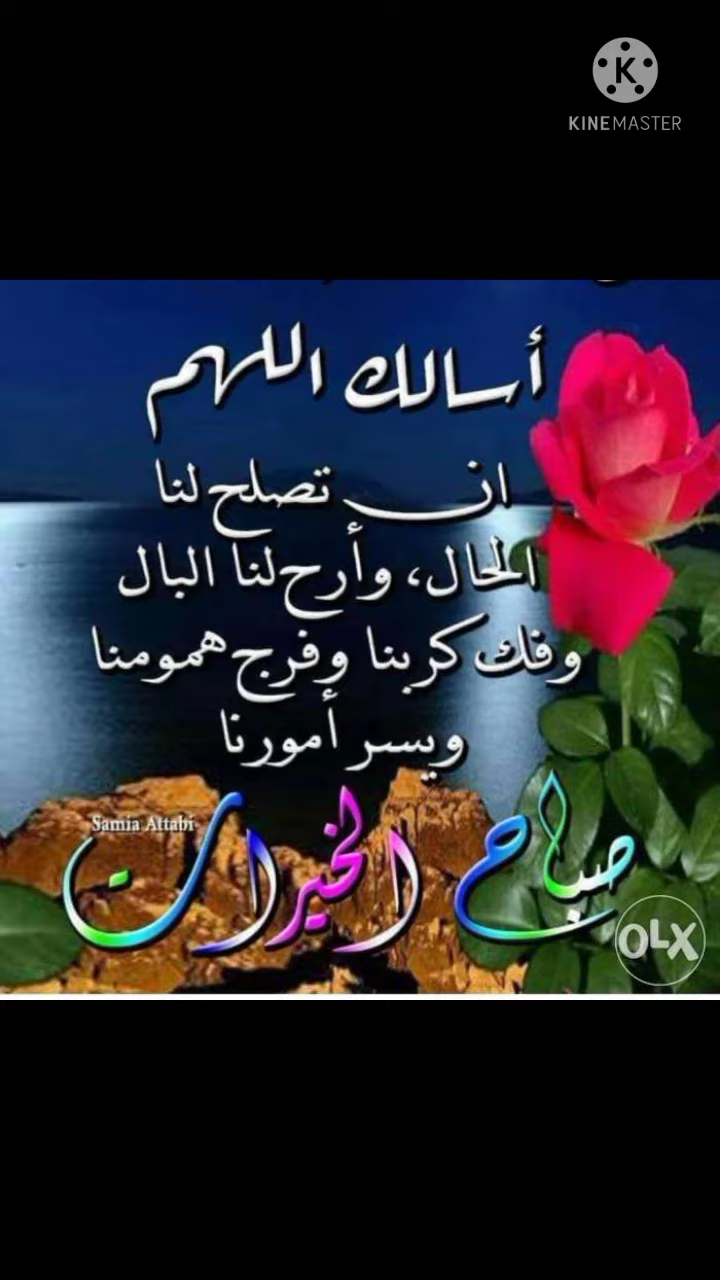 KINEMASTER
أسالك اللهم
ان تصلح لنا
الحال، وأرح لنا البال
وفك كربنا وفرج همومنا
ويسر أمورنا
Samia Attabi
صباح الخيرات
OLX